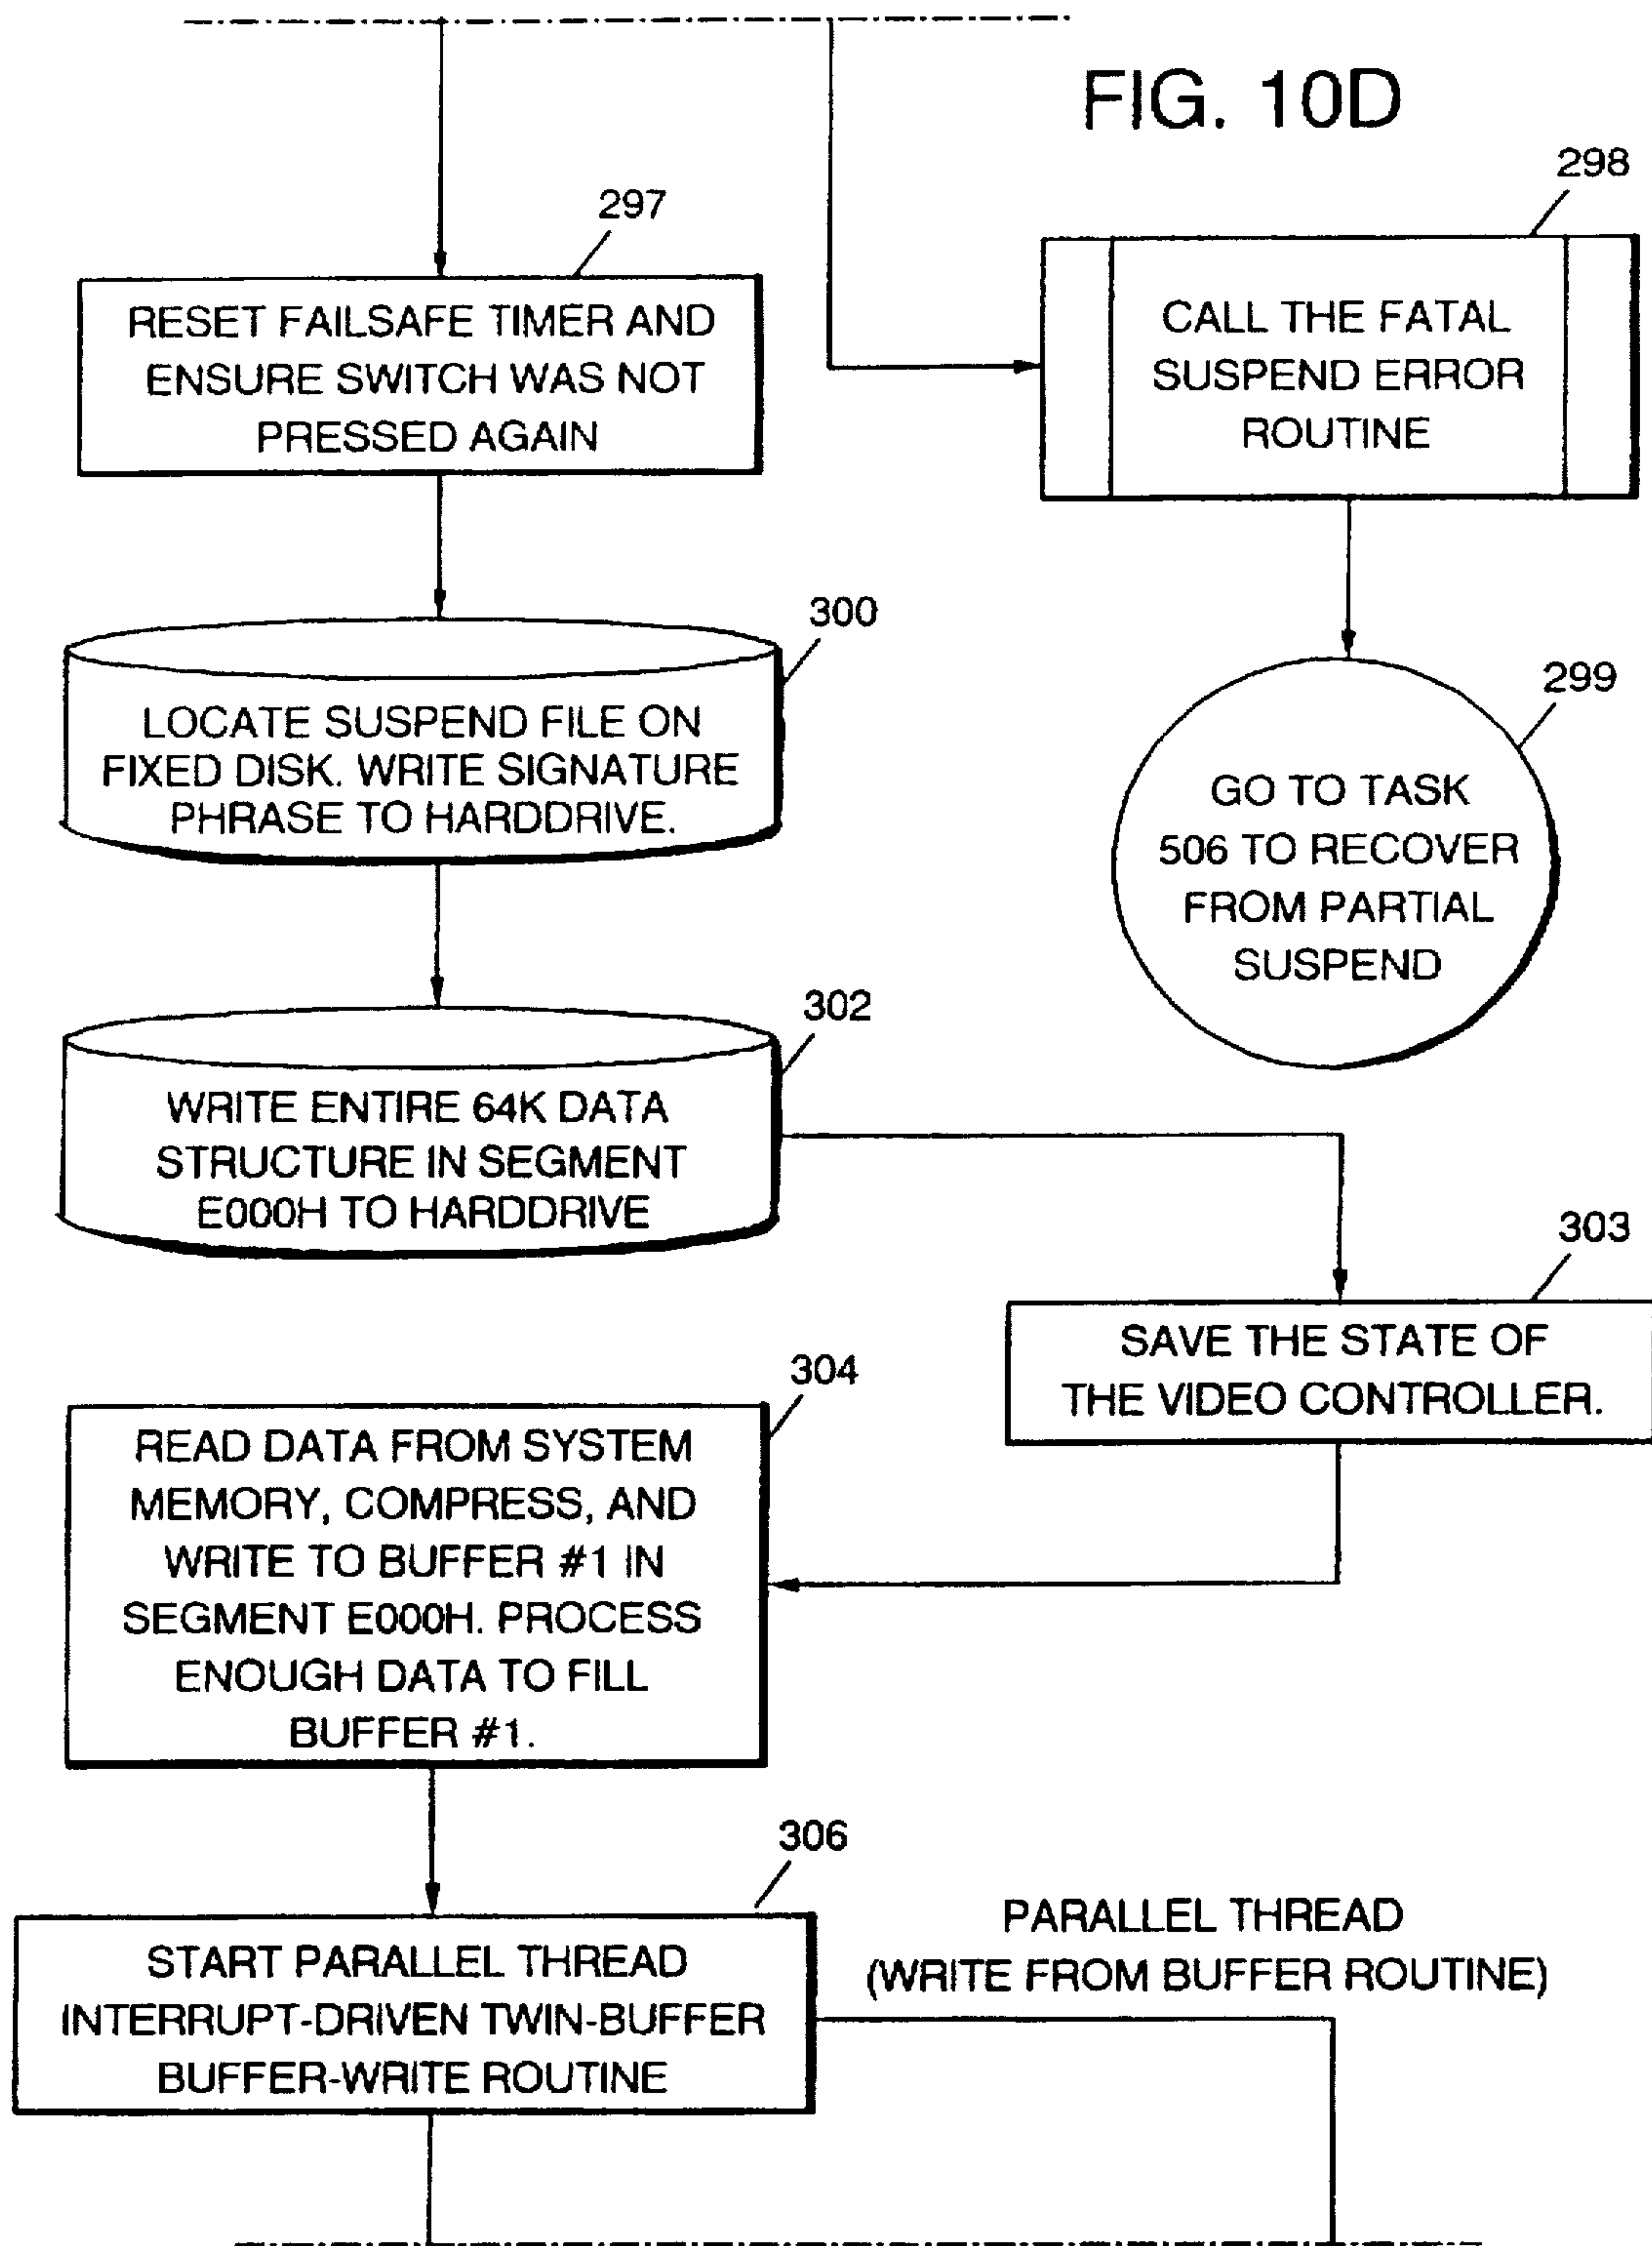 FIG. 10D
297
RESET FAILSAFE TIMER AND
ENSURE SWITCH WAS NOT
PRESSED AGAIN
298
CALL THE FATAL
SUSPEND ERROR
ROUTINE
300
LOCATE SUSPEND FILE ON
FIXED DISK. WRITE SIGNATURE
PHRASE TO HARDDRIVE.
299
GO TO TASK
506 TO RECOVER
FROM PARTIAL
SUSPEND
302
WRITE ENTIRE 64K DATA
STRUCTURE IN SEGMENT
E000H TO HARDDRIVE
303
SAVE THE STATE OF
THE VIDEO CONTROLLER.
304
READ DATA FROM SYSTEM
MEMORY, COMPRESS, AND
WRITE TO BUFFER #1 IN
SEGMENT E000H. PROCESS
ENOUGH DATA TO FILL
BUFFER #1.
306
START PARALLEL THREAD
INTERRUPT-DRIVEN TWIN-BUFFER
BUFFER-WRITE ROUTINE
PARALLEL THREAD
(WRITE FROM BUFFER ROUTINE)